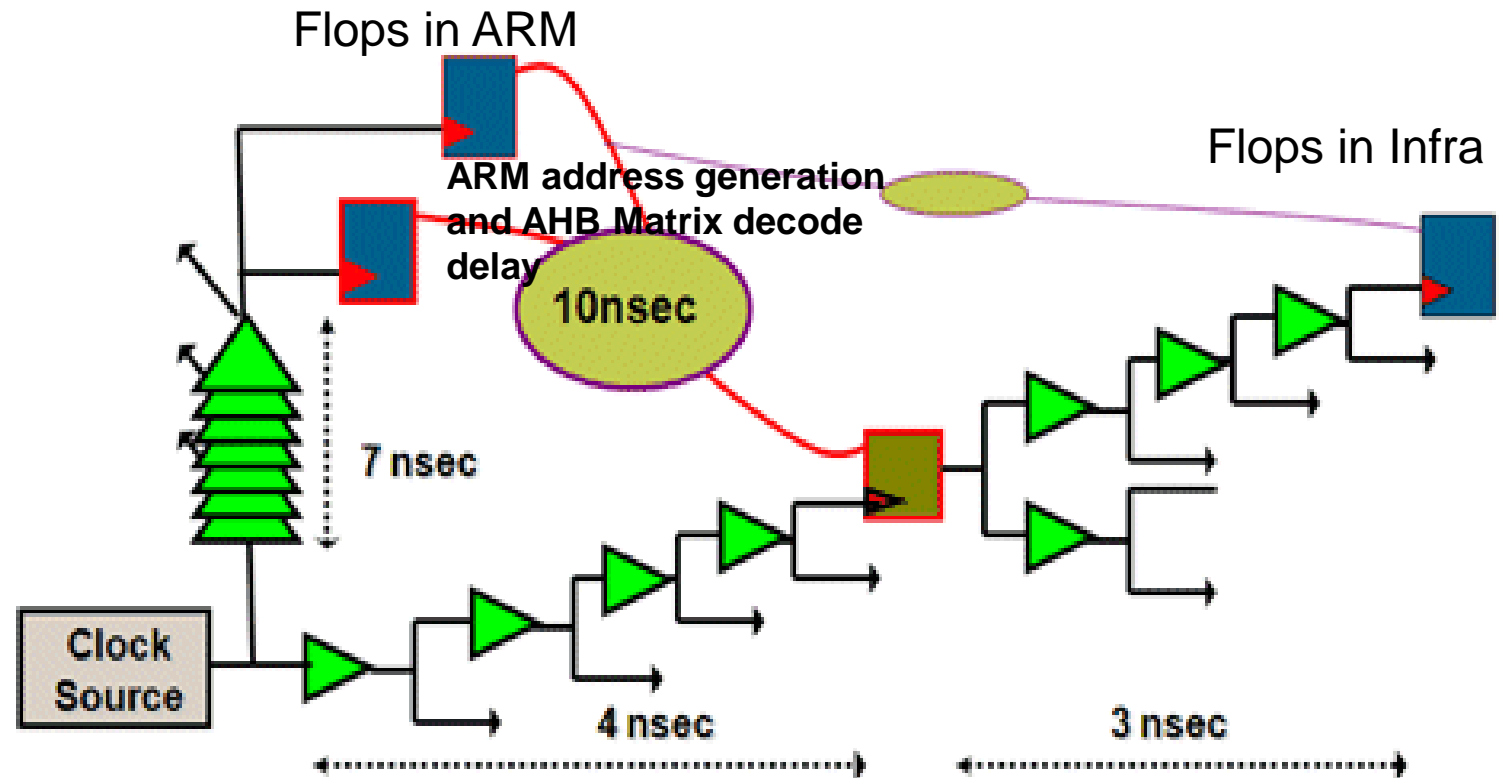 Flops in ARM
Flops in Infra
ARM address generation
and AHB Matrix decode
delay
10nsec
7 nsec
Clock
Source
4 nsec
3 nsec